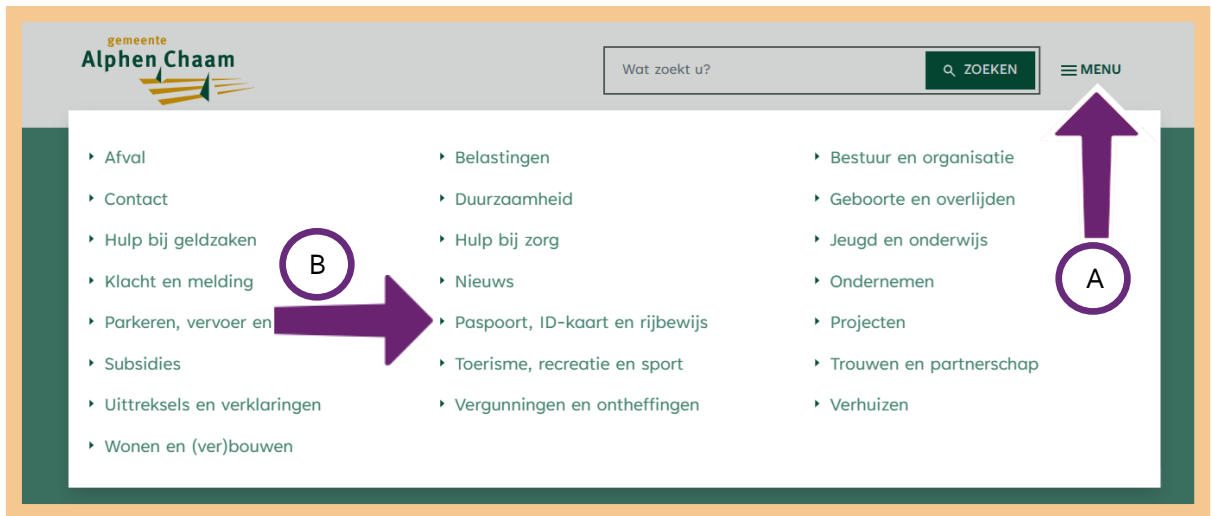 gemeente
Alphen Chaam
Wat zoekt u?
ZOEKEN
MENU
Afval
Belastingen
Bestuur en organisatie
Contact
Duurzaamheid
Geboorte en overlijden
Hulp bij geldzaken
Hulp bij zorg
Jeugd en onderwijs
B
A
Klacht en melding
Nieuws
Ondernemen
Parkeren, vervoer en
Paspoort, ID-kaart en rijbewijs
Projecten
Subsidies
Toerisme, recreatie en sport
Trouwen en partnerschap
Uittreksels en verklaringen
Vergunningen en ontheffingen
Verhuizen
Wonen en (ver)bouwen